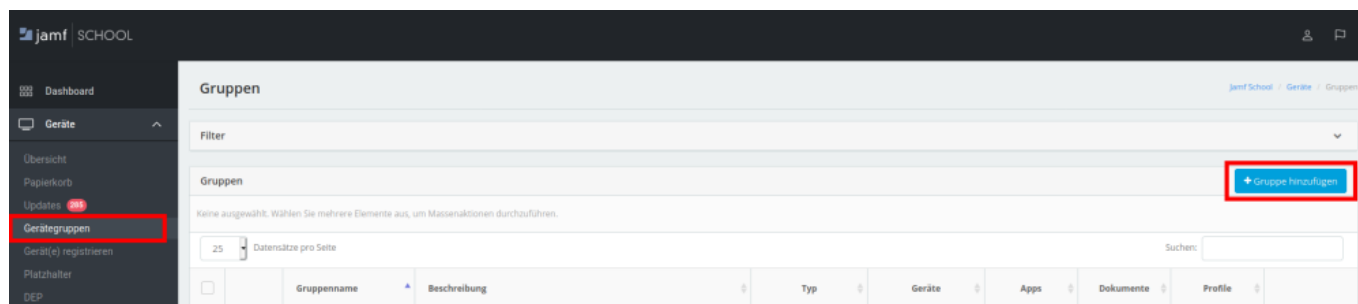 jamf SCHOOL
Dashboard
Geräte
Übersicht
Papierkorb
Updates 265
Gerätegruppen
Gerät(e) registrieren
Platzhalter
DEP
Gruppen
Jamf School / Geräte / Gruppen
Filter
Gruppen
+ Gruppe hinzufügen
Keine ausgewählt. Wählen Sie mehrere Elemente aus, um Massenaktionen durchzuführen.
25 Datensätze pro Seite
Suchen:
Gruppenname Beschreibung Typ Geräte Apps Dokumente Profile